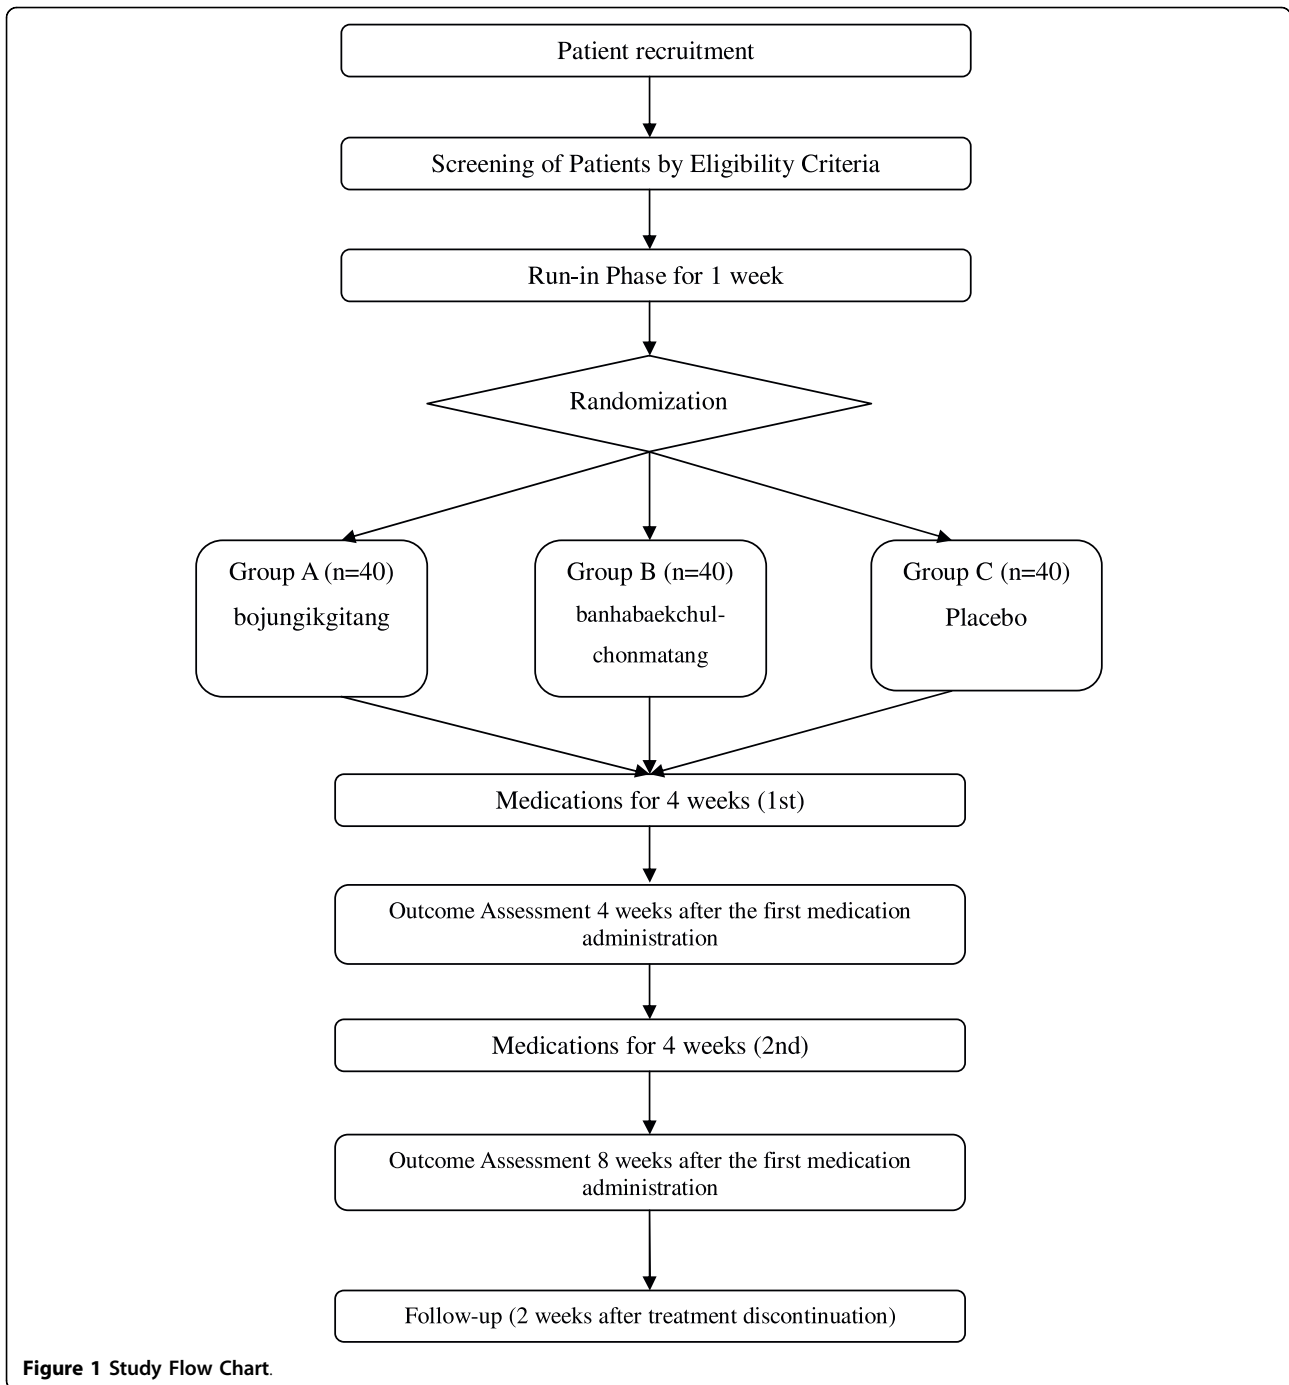 Patient recruitment
Screening of Patients by Eligibility Criteria
Run-in Phase for 1 week
Randomization
Group A (n=40)
bojungikgitang
Group B (n=40)
banhabaekchul-
chonmatang
Group C (n=40)
Placebo
Medications for 4 weeks (1st)
Outcome Assessment 4 weeks after the first medication
administration
Medications for 4 weeks (2nd)
Outcome Assessment 8 weeks after the first medication
administration
Follow-up (2 weeks after treatment discontinuation)
Figure 1 Study Flow Chart.